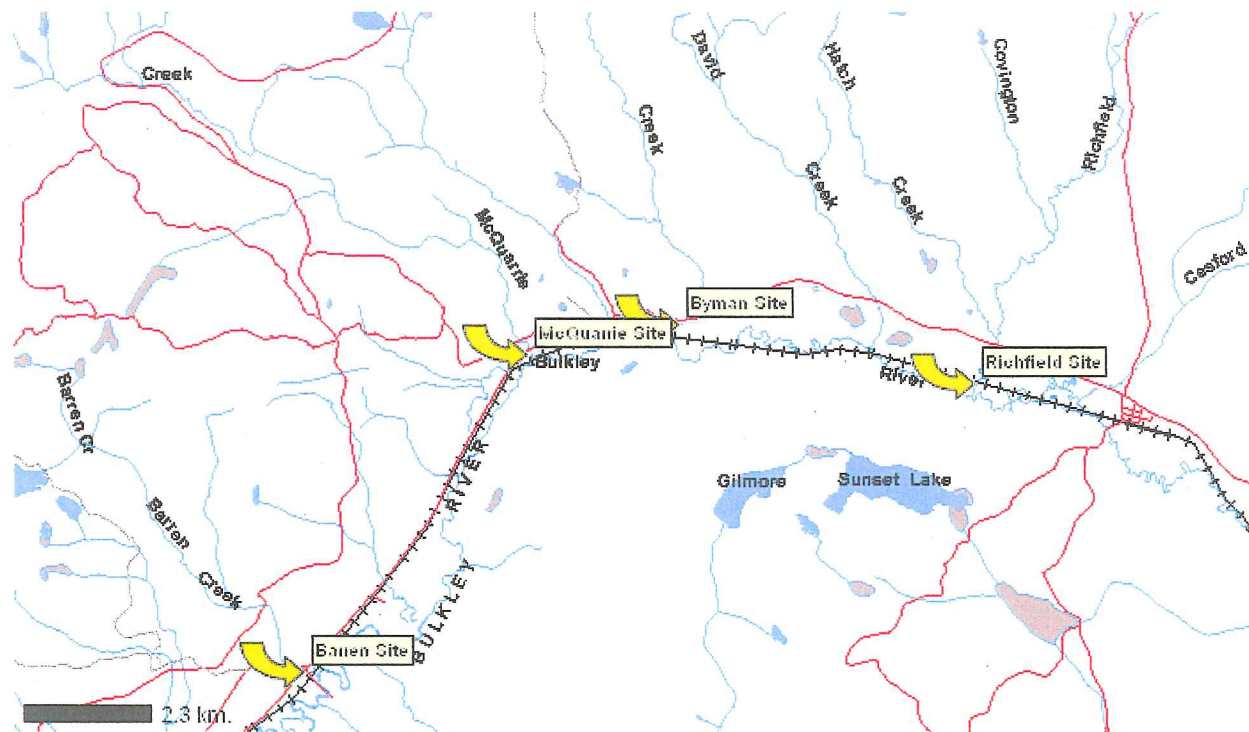 Creek
David
Hatch
Covington
Richfield
Creek
Creek
Creek
McQuarrie
Cesford
Byman Site
McQuarrie Site
Bulkley
Richfield Site
River
Barren Cr
RIVER
Gilmore
Sunset Lake
Barren
Creek
BULKLEY
Barren Site
2.3 km.